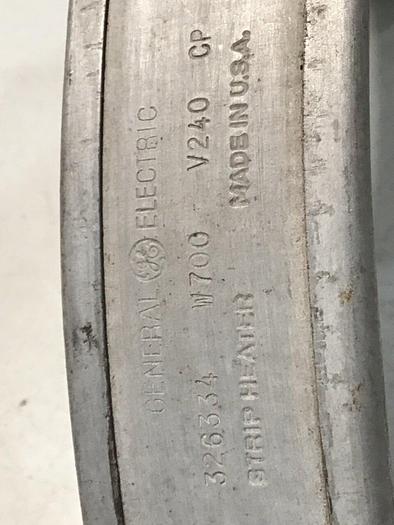 GENERAL ELECTRIC
326334 W700 V240 CP
STRIP HEATER MADE IN U.S.A.